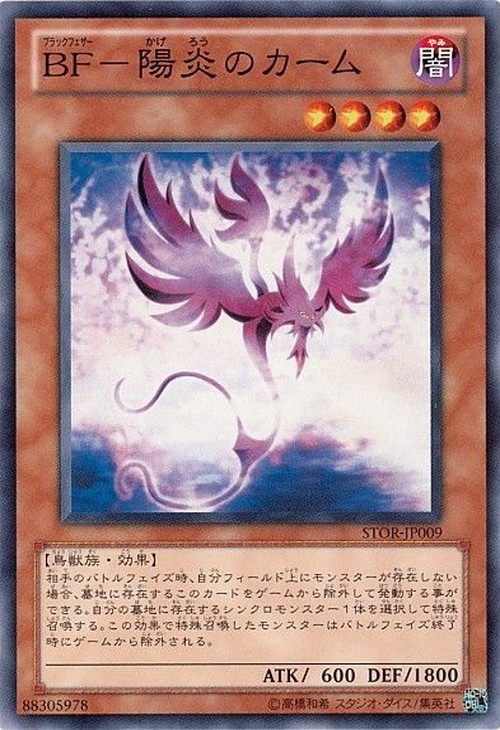 ブラックフェザー かげ ろう
BF－陽炎のカーム
やみ
闇
STOR-JP009
【鳥獣族・効果】
相手のバトルフェイズ時、自分フィールド上にモンスターが存在しない
場合、墓地に存在するこのカードをゲームから除外して発動する事が
できる。自分の墓地に存在するシンクロモンスター１体を選択して特殊
召喚する。この効果で特殊召喚したモンスターはバトルフェイズ終了
時にゲームから除外される。
ATK/ 600 DEF/1800
88305978
©高橋和希 スタジオ・ダイス/集英社